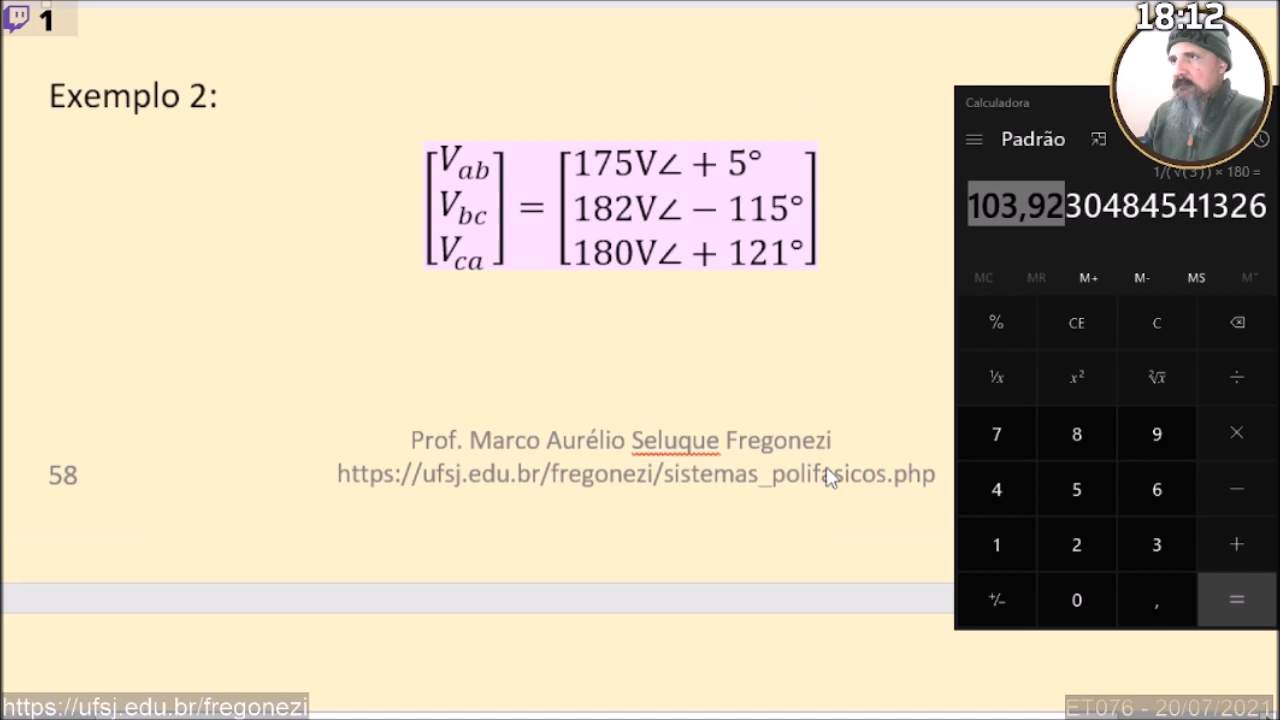 1
18:12
Exemplo 2:
[V_ab] = [175V∠ + 5°]
[V_bc] = [182V∠ − 115°]
[V_ca] = [180V∠ + 121°]
Calculadora
Padrão
1/(√(3)) × 180 =
103,9230484541326
MC MR M+ M- MS M˅
% CE C ⌫
¹/x x² ²√x ÷
7 8 9 ×
4 5 6 −
1 2 3 +
+/− 0 , =
Prof. Marco Aurélio Seluque Fregonezi
58 https://ufsj.edu.br/fregonezi/sistemas_polifasicos.php
https://ufsj.edu.br/fregonezi
ET076 - 20/07/2021